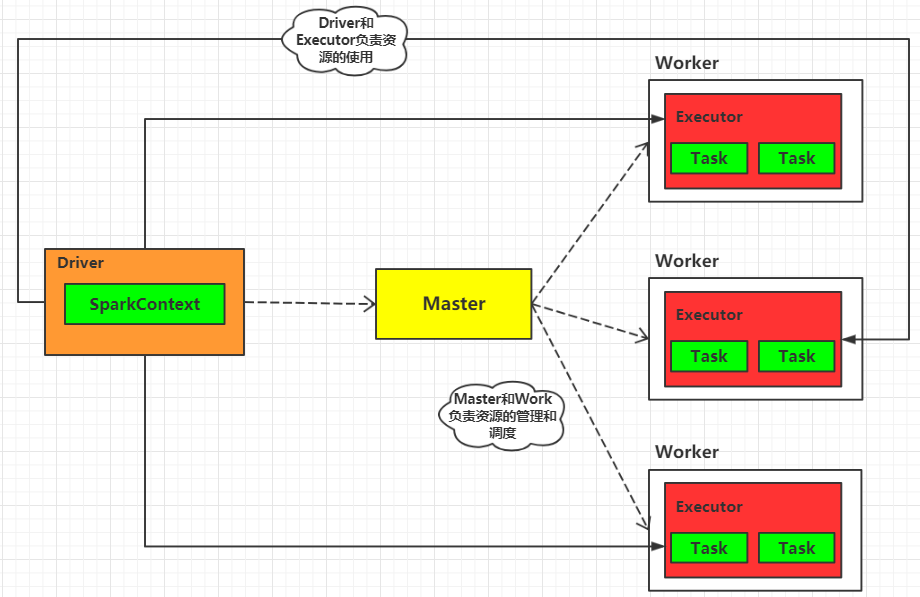 Driver和
Executor负责资
源的使用
Worker
Executor
Task Task
Driver
SparkContext
Master
Worker
Executor
Task Task
Master和Work
负责资源的管理和
调度
Worker
Executor
Task Task